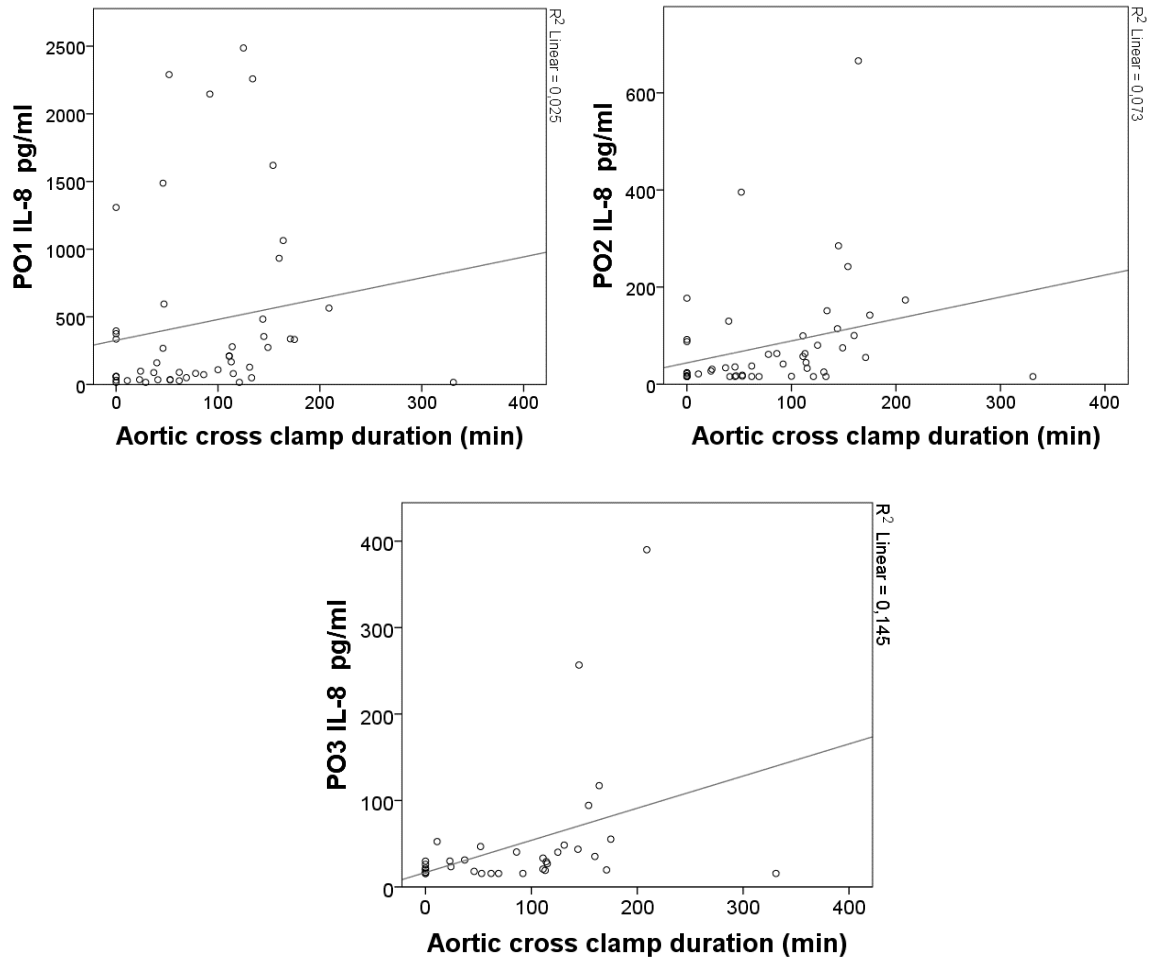 PO1 IL-8 pg/ml
2500
2000
1500
1000
500
0
0 100 200 300 400
Aortic cross clamp duration (min)
R2 Linear = 0,025
PO2 IL-8 pg/ml
600
400
200
0
0 100 200 300 400
Aortic cross clamp duration (min)
R2 Linear = 0,073
PO3 IL-8 pg/ml
400
300
200
100
0
0 100 200 300 400
Aortic cross clamp duration (min)
R2 Linear = 0,145